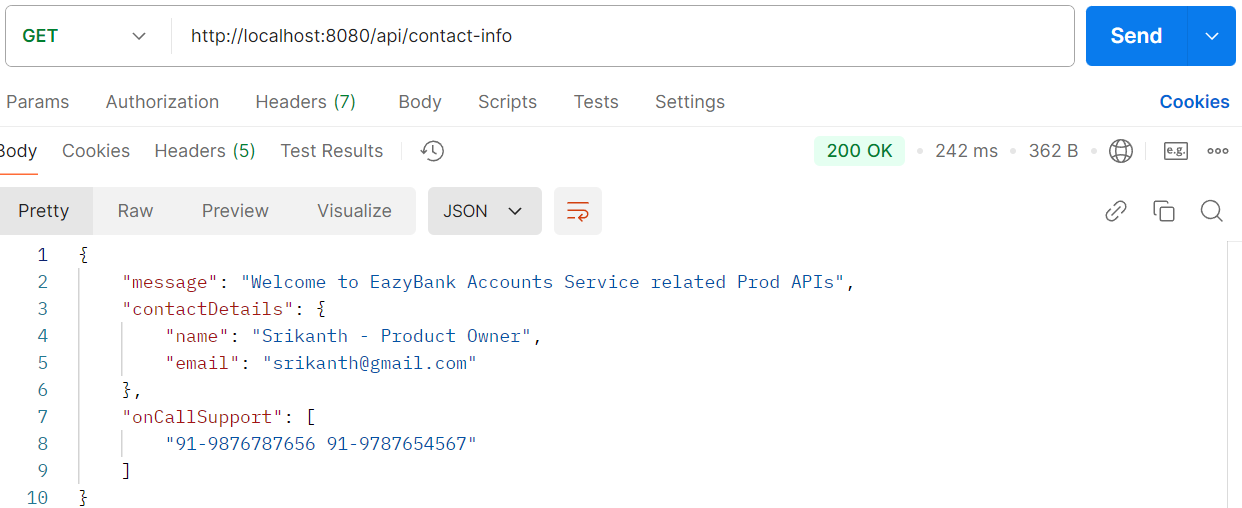 GET http://localhost:8080/api/contact-info Send
Params Authorization Headers (7) Body Scripts Tests Settings Cookies
Body Cookies Headers (5) Test Results 200 OK 242 ms 362 B e.g.
Pretty Raw Preview Visualize JSON
1 {
2 "message": "Welcome to EazyBank Accounts Service related Prod APIs",
3 "contactDetails": {
4 "name": "Srikanth - Product Owner",
5 "email": "srikanth@gmail.com"
6 },
7 "onCallSupport": [
8 "91-9876787656 91-9787654567"
9 ]
10 }